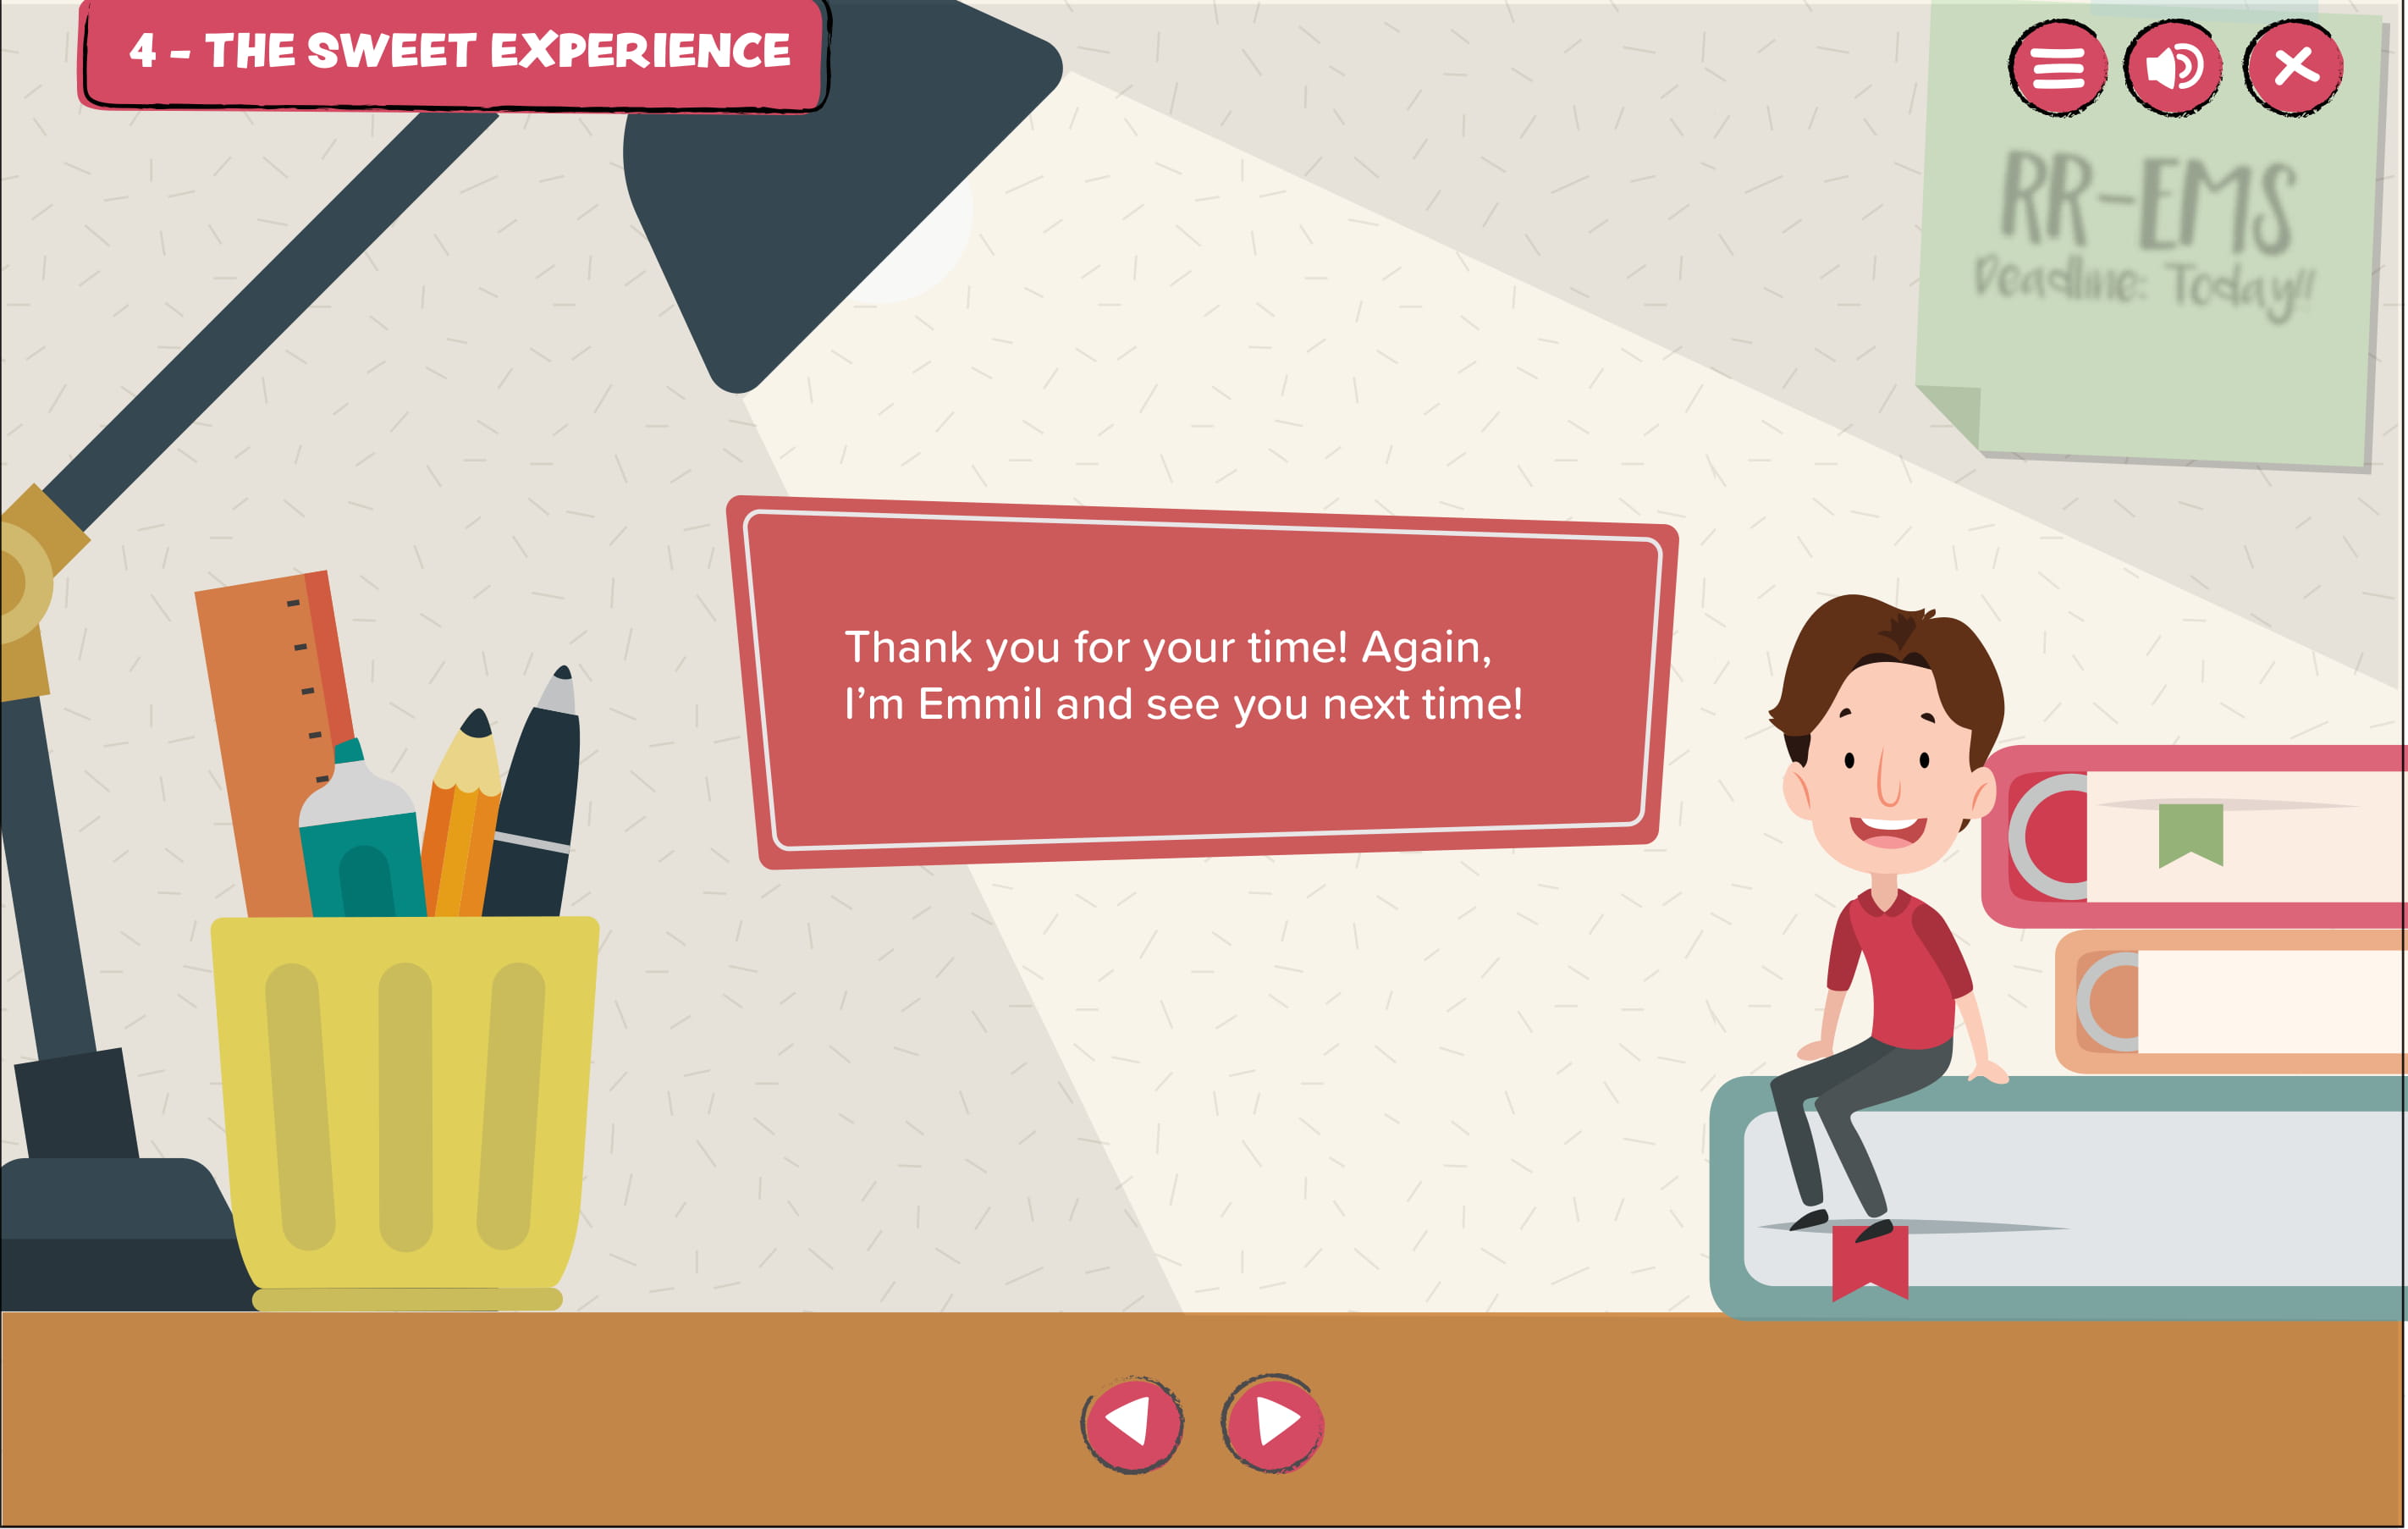 4 - THE SWEET EXPERIENCE
RR-EMS
Deadline: Today!!
Thank you for your time! Again,
I'm Emmil and see you next time!